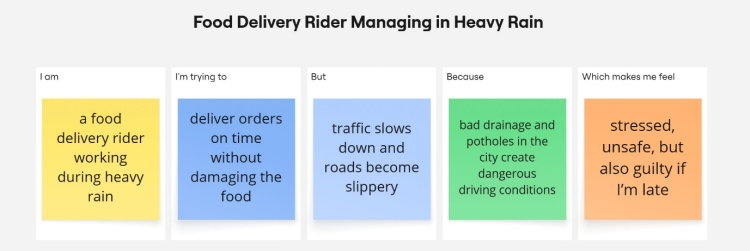 Food Delivery Rider Managing in Heavy Rain
I am
a food
delivery rider
working
during heavy
rain
I'm trying to
deliver orders
on time
without
damaging the
food
But
traffic slows
down and
roads become
slippery
Because
bad drainage and
potholes in the
city create
dangerous
driving conditions
Which makes me feel
stressed,
unsafe, but
also guilty if
I'm late